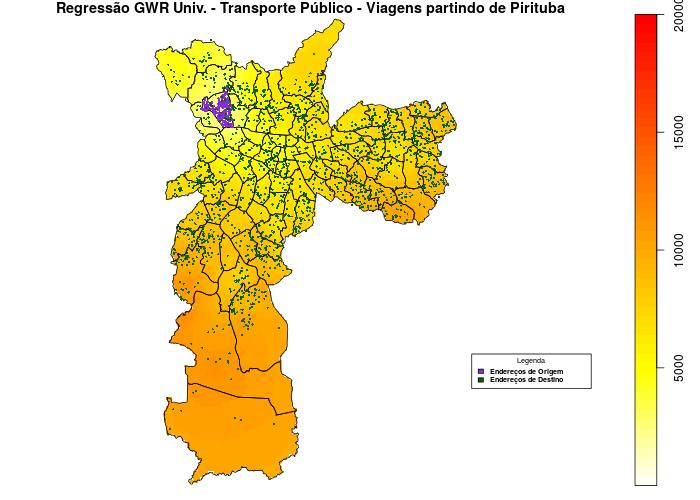 Regressão GWR Univ. - Transporte Público - Viagens partindo de Pirituba
20000
15000
10000
5000
Legenda
Endereços de Origem
Endereços de Destino